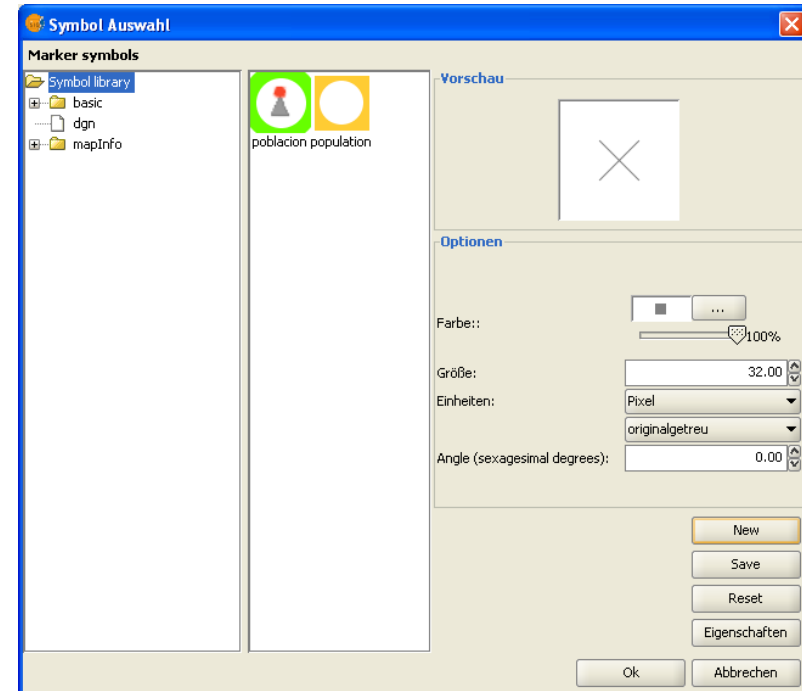 Symbol Auswahl
Marker symbols
Symbol library
basic
dgn
mapInfo
poblacion population
Vorschau
Optionen
...
Farbe::
100%
Größe:
32.00
Einheiten:
Pixel
originalgetreu
Angle (sexagesimal degrees):
0.00
New
Save
Reset
Eigenschaften
Ok
Abbrechen